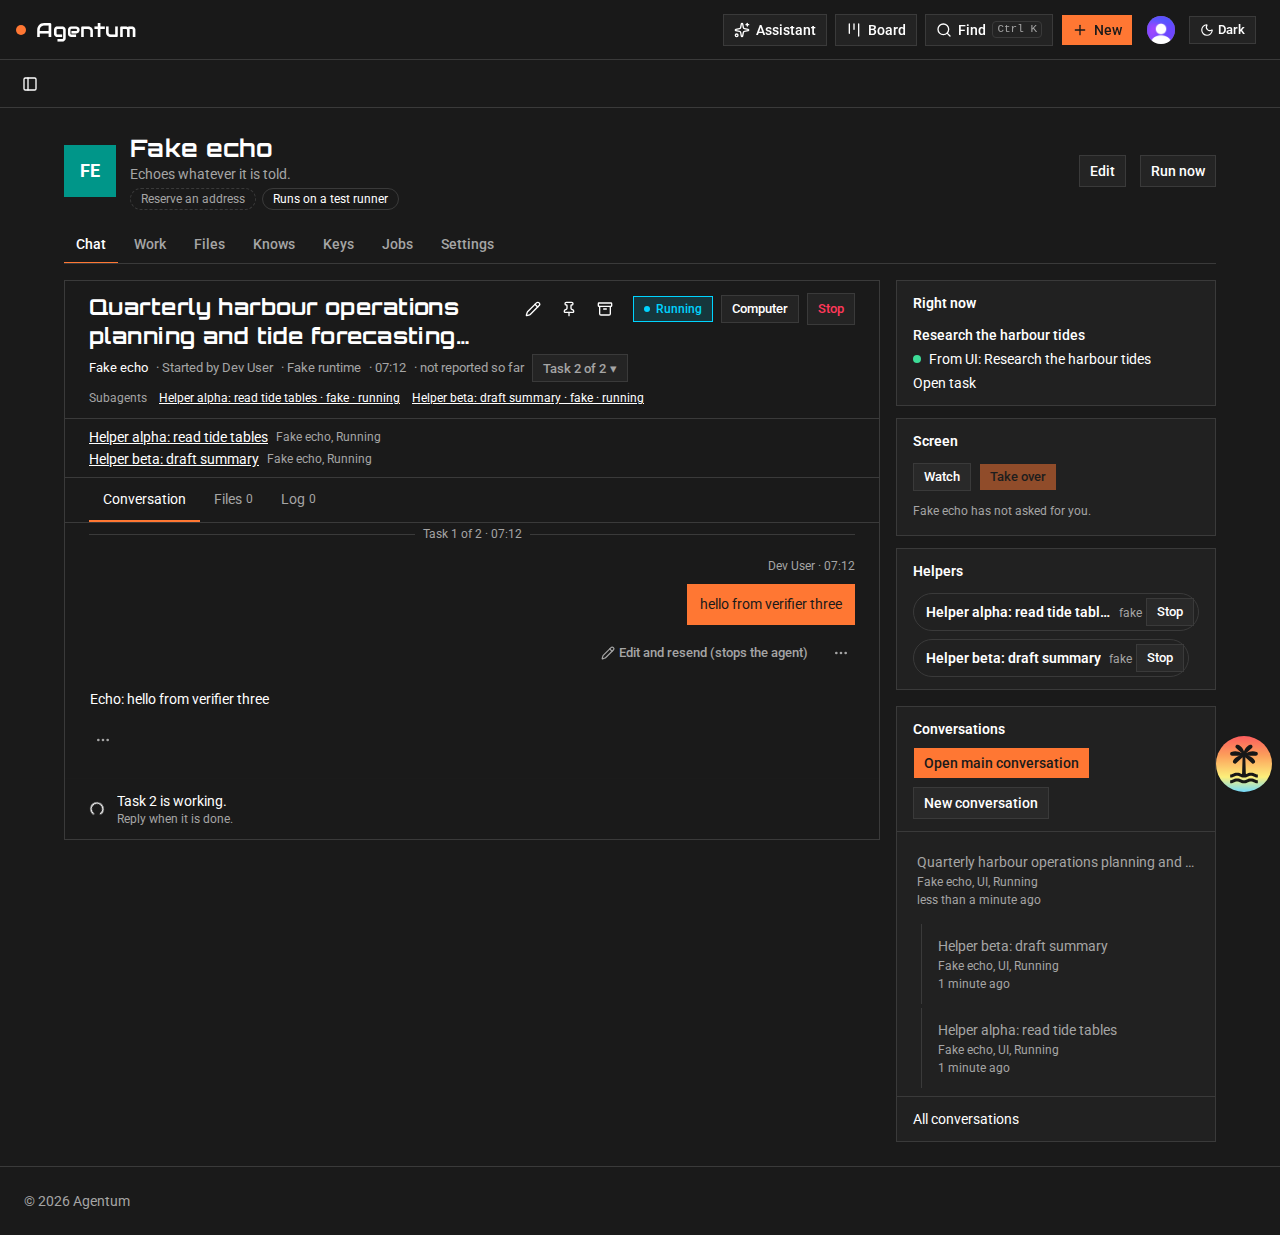 Agentum
Assistant
Board
Find Ctrl K
New
Dark
FE
Fake echo
Echoes whatever it is told.
Reserve an address
Runs on a test runner
Edit
Run now
Chat
Work
Files
Knows
Keys
Jobs
Settings
Quarterly harbour operations
planning and tide forecasting…
Running
Computer
Stop
Fake echo · Started by Dev User · Fake runtime · 07:12 · not reported so far
Task 2 of 2 ▾
Subagents Helper alpha: read tide tables · fake · running Helper beta: draft summary · fake · running
Helper alpha: read tide tables Fake echo, Running
Helper beta: draft summary Fake echo, Running
Conversation
Files 0
Log 0
Task 1 of 2 · 07:12
Dev User · 07:12
hello from verifier three
Edit and resend (stops the agent)
Echo: hello from verifier three
Task 2 is working.
Reply when it is done.
Right now
Research the harbour tides
From UI: Research the harbour tides
Open task
Screen
Watch
Take over
Fake echo has not asked for you.
Helpers
Helper alpha: read tide tabl… fake Stop
Helper beta: draft summary fake Stop
Conversations
Open main conversation
New conversation
Quarterly harbour operations planning and …
Fake echo, UI, Running
less than a minute ago
Helper beta: draft summary
Fake echo, UI, Running
1 minute ago
Helper alpha: read tide tables
Fake echo, UI, Running
1 minute ago
All conversations
© 2026 Agentum